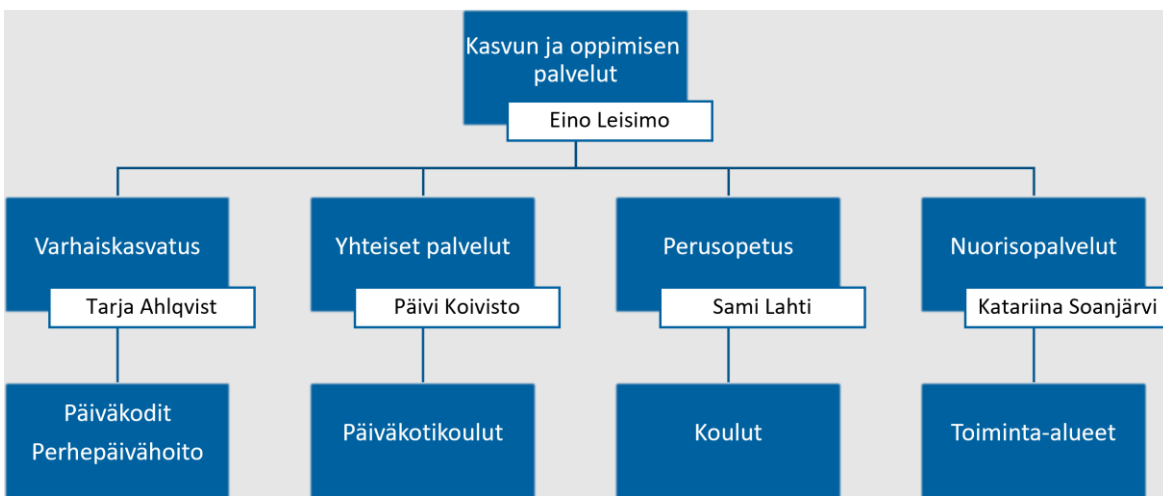 Kasvun ja oppimisen
palvelut
Eino Leisimo
Varhaiskasvatus
Tarja Ahlqvist
Yhteiset palvelut
Päivi Koivisto
Perusopetus
Sami Lahti
Nuorisopalvelut
Katariina Soanjärvi
Päiväkodit
Perhepäivähoito
Päiväkotikoulut
Koulut
Toiminta-alueet